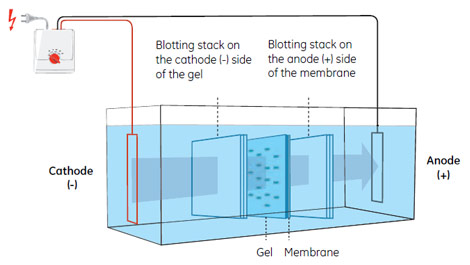 Blotting stack on
the cathode (-) side
of the gel
Blotting stack on
the anode (+) side
of the membrane
Cathode
(-)
Anode
(+)
Gel
Membrane